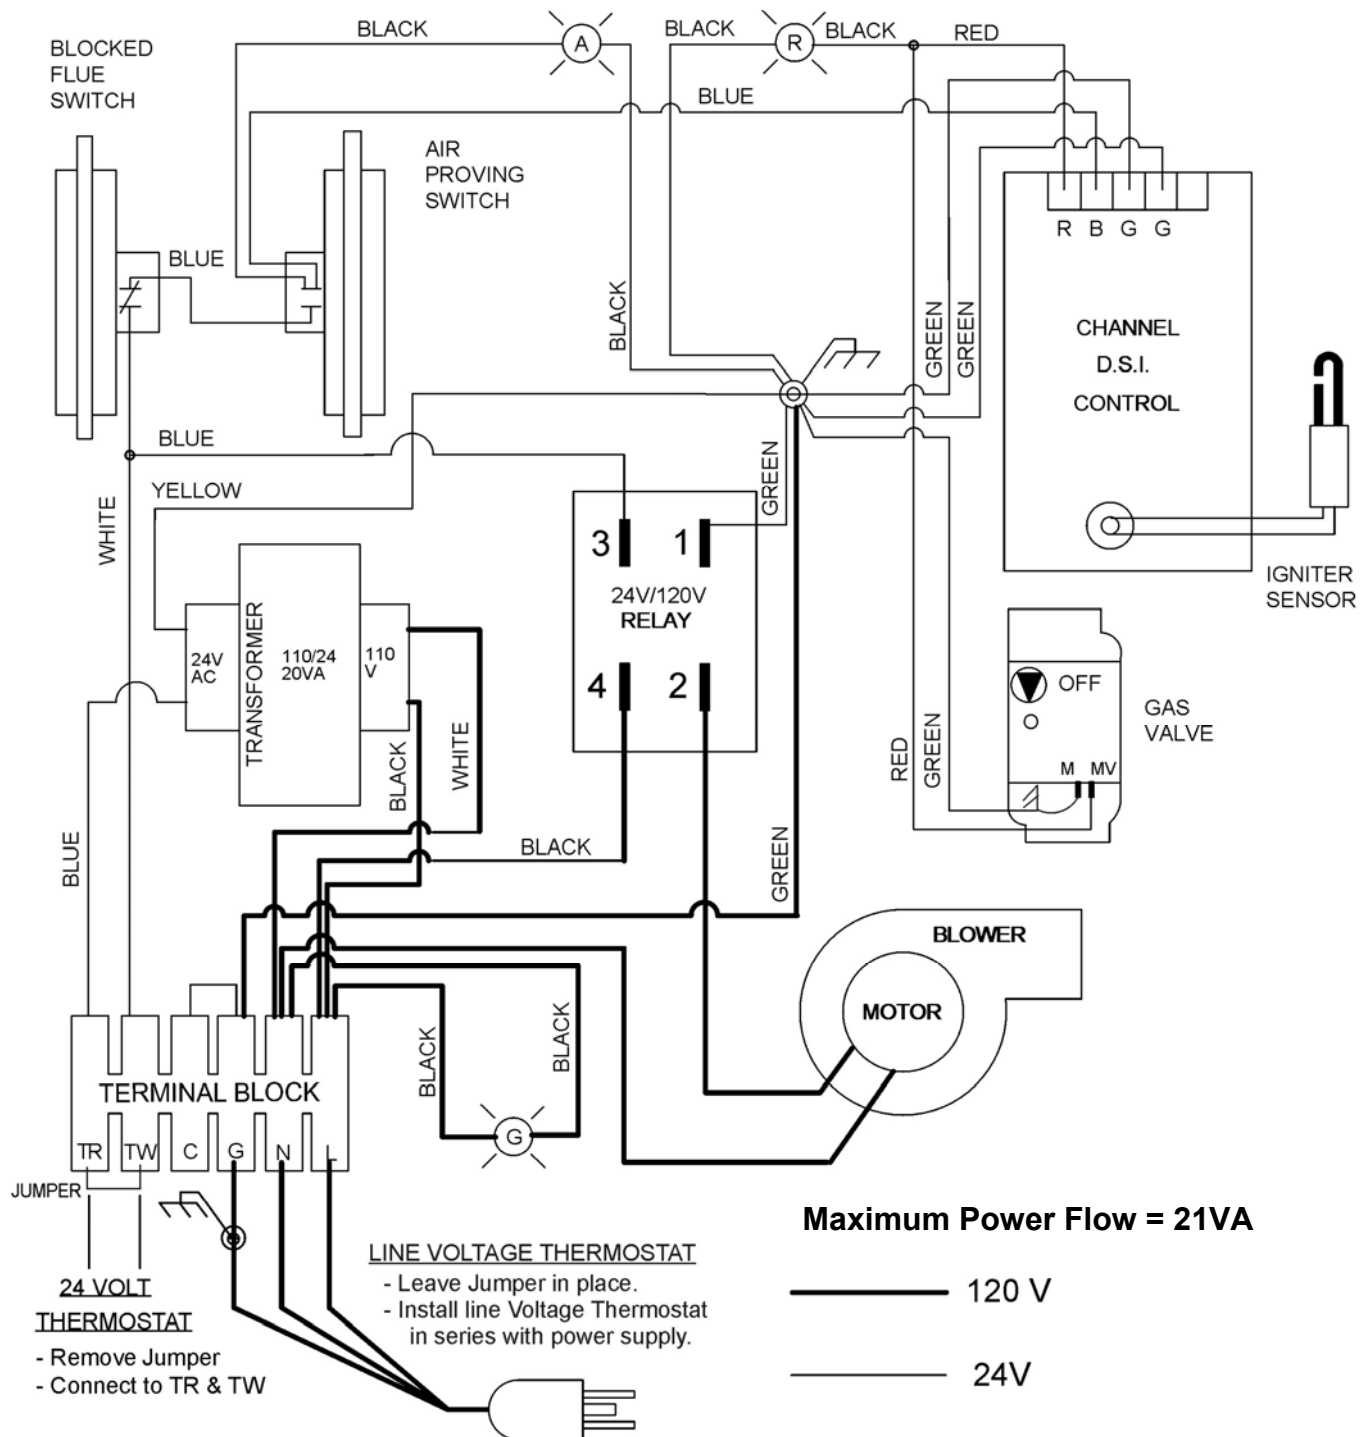 BLACK
A
BLACK
R
BLACK
RED
BLOCKED
FLUE
SWITCH
BLUE
AIR
PROVING
SWITCH
R B G G
BLUE
BLACK
GREEN
GREEN
CHANNEL
D.S.I.
CONTROL
BLUE
GREEN
YELLOW
WHITE
3 1
24V/120V
RELAY
4 2
IGNITER
SENSOR
24V
AC
TRANSFORMER
110/24
20VA
110
V
OFF
GAS
VALVE
M MV
BLACK
WHITE
RED
GREEN
BLUE
BLACK
GREEN
BLOWER
MOTOR
BLACK
BLACK
TERMINAL BLOCK
TR TW C G N L
G
JUMPER
Maximum Power Flow = 21VA
24 VOLT
THERMOSTAT
- Remove Jumper
- Connect to TR & TW
LINE VOLTAGE THERMOSTAT
- Leave Jumper in place.
- Install line Voltage Thermostat
in series with power supply.
120 V
24V